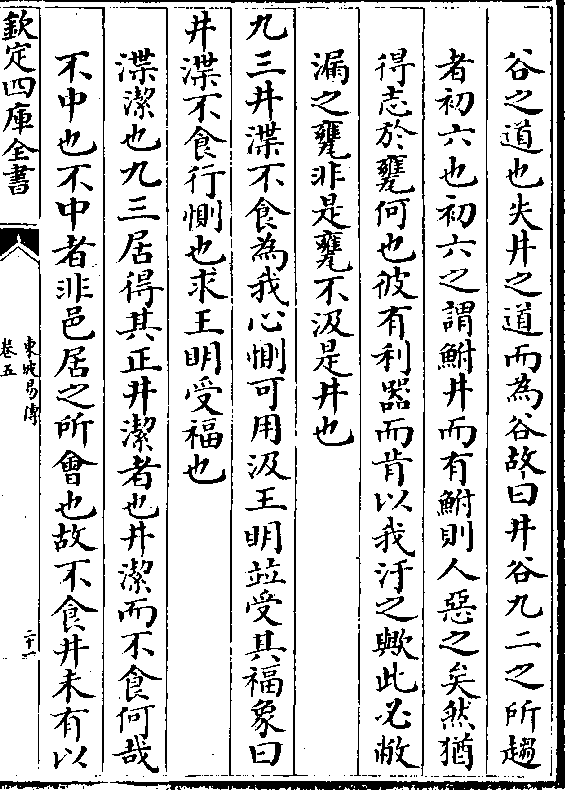 谷之道也失井之道而為谷故曰井谷九二之所趨
者初六也初六之謂鮒井而有鮒則人惡之矣然猶
得志於甕何也彼有利器而肯以我汙之歟此必敝
漏之甕非是甕不汲是井也
九三井渫不食為我心惻可用汲王明並受其福象曰
井渫不食行惻也求王明受福也
渫潔也九三居得其正井潔者也井潔而不食何哉
不中也不中者非邑居之所會也故不食井未有以
欽定四庫全書
東坡易傳
卷五
二十一